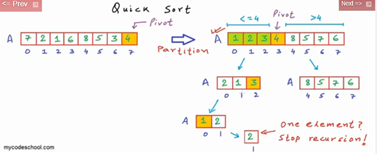 Prev
Next
Quick Sort
<=4
>4
Pivot
Pivot
A 7 2 1 6 8 5 3 4
0 1 2 3 4 5 6 7
Partition
A 1 2 3 4 8 5 7 6
0 1 2 3 4 5 6 7
2 1 3
0 1 2
A 8 5 7 6
4 5 6 7
A 1 2
0 1
2
1
One element?
Stop recursion!
mycodeschool.com